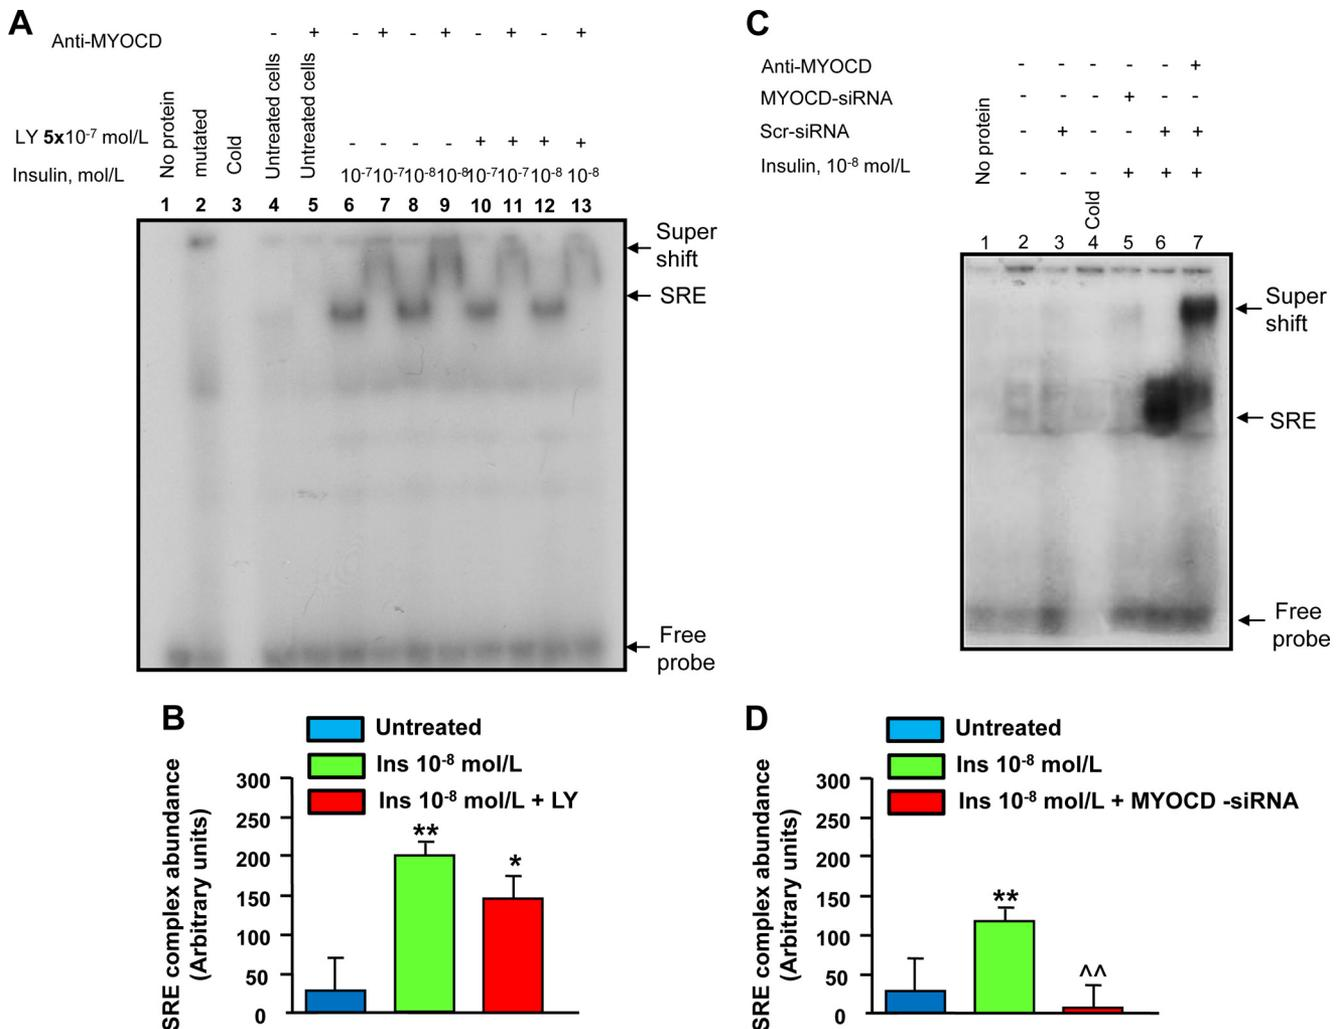 A
Anti-MYOCD - + - + - + - + - +
No protein
mutated
Cold
Untreated cells
Untreated cells
LY 5x10-7 mol/L - - - - + + + +
Insulin, mol/L 10-7 10-7 10-8 10-8 10-7 10-7 10-8 10-8
1 2 3 4 5 6 7 8 9 10 11 12 13
Super
shift
SRE
Free
probe
C
Anti-MYOCD - - - - - +
MYOCD-siRNA - - - + - -
Scr-siRNA - + - - + +
Insulin, 10-8 mol/L - - - + + +
No protein
Cold
1 2 3 4 5 6 7
Super
shift
SRE
Free
probe
B
Untreated
Ins 10-8 mol/L
Ins 10-8 mol/L + LY
SRE complex abundance
(Arbitrary units)
300
250
200
150
100
50
0
**
*
D
Untreated
Ins 10-8 mol/L
Ins 10-8 mol/L + MYOCD -siRNA
SRE complex abundance
(Arbitrary units)
300
250
200
150
100
50
0
**
^^